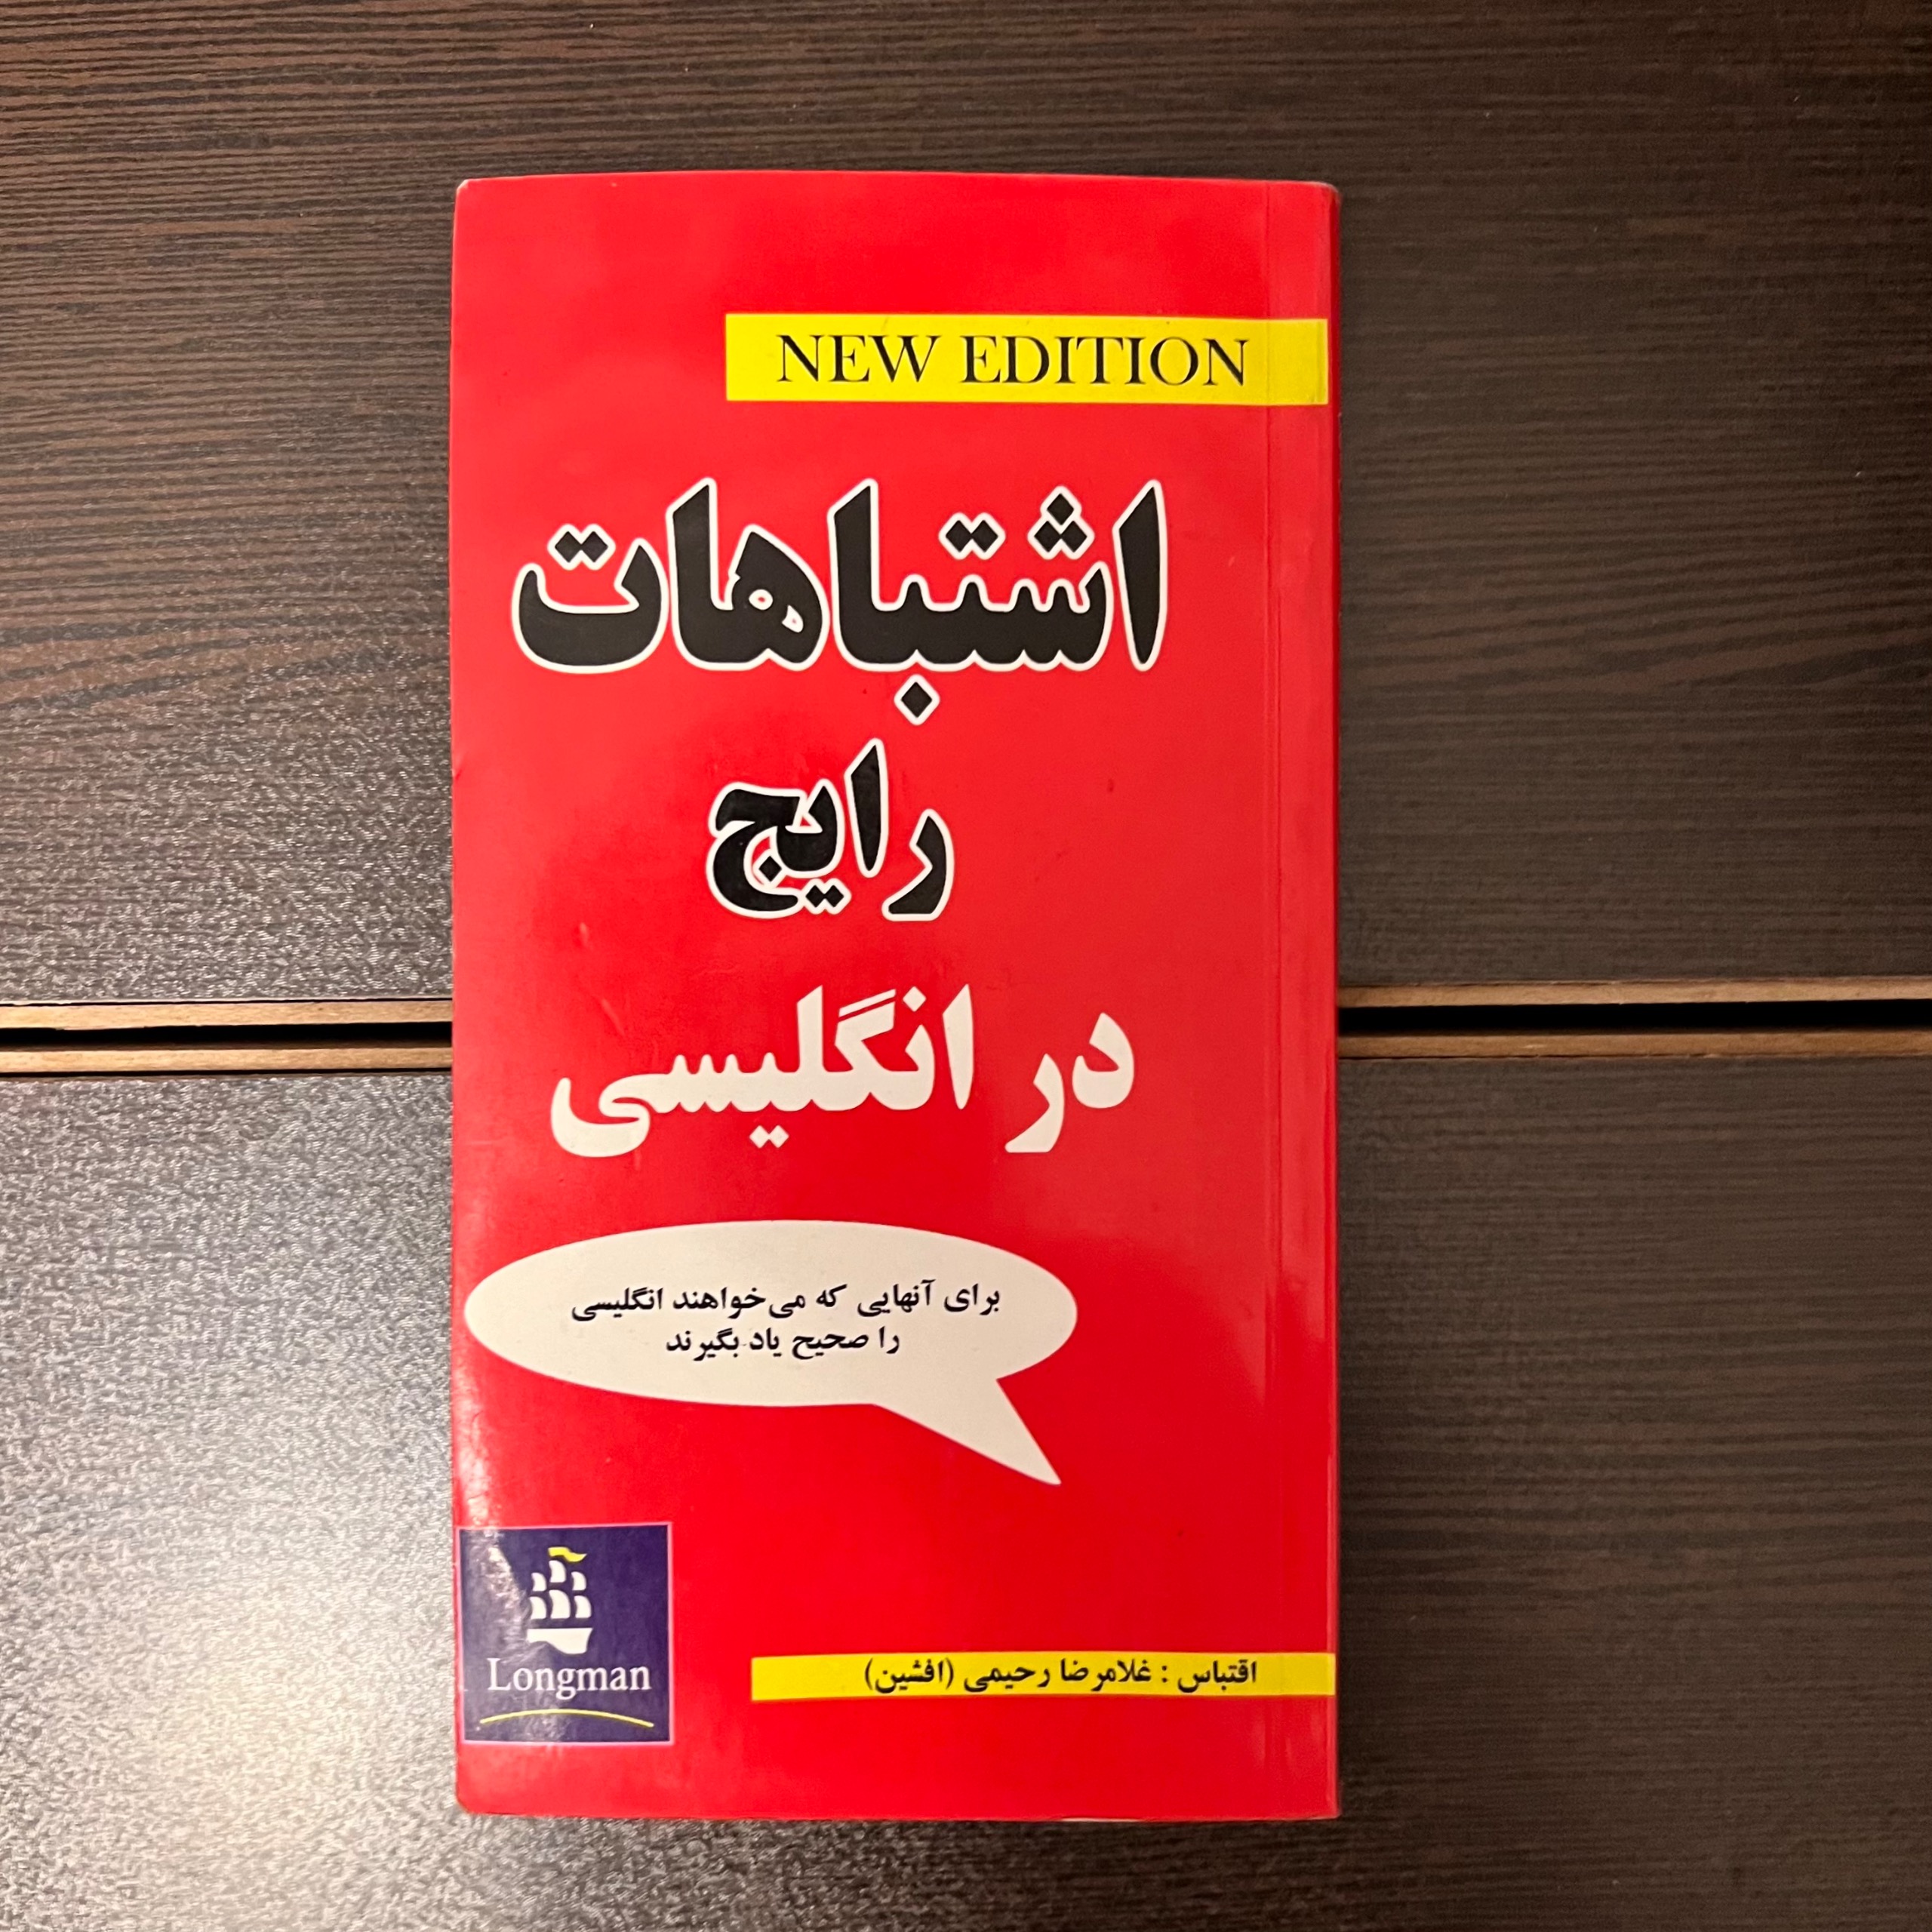 NEW EDITION
اشتباهات
رایج
در انگلیسی
برای آنهایی که می‌خواهند انگلیسی
را صحیح یاد بگیرند
Longman
اقتباس : غلامرضا رحیمی (افشین)